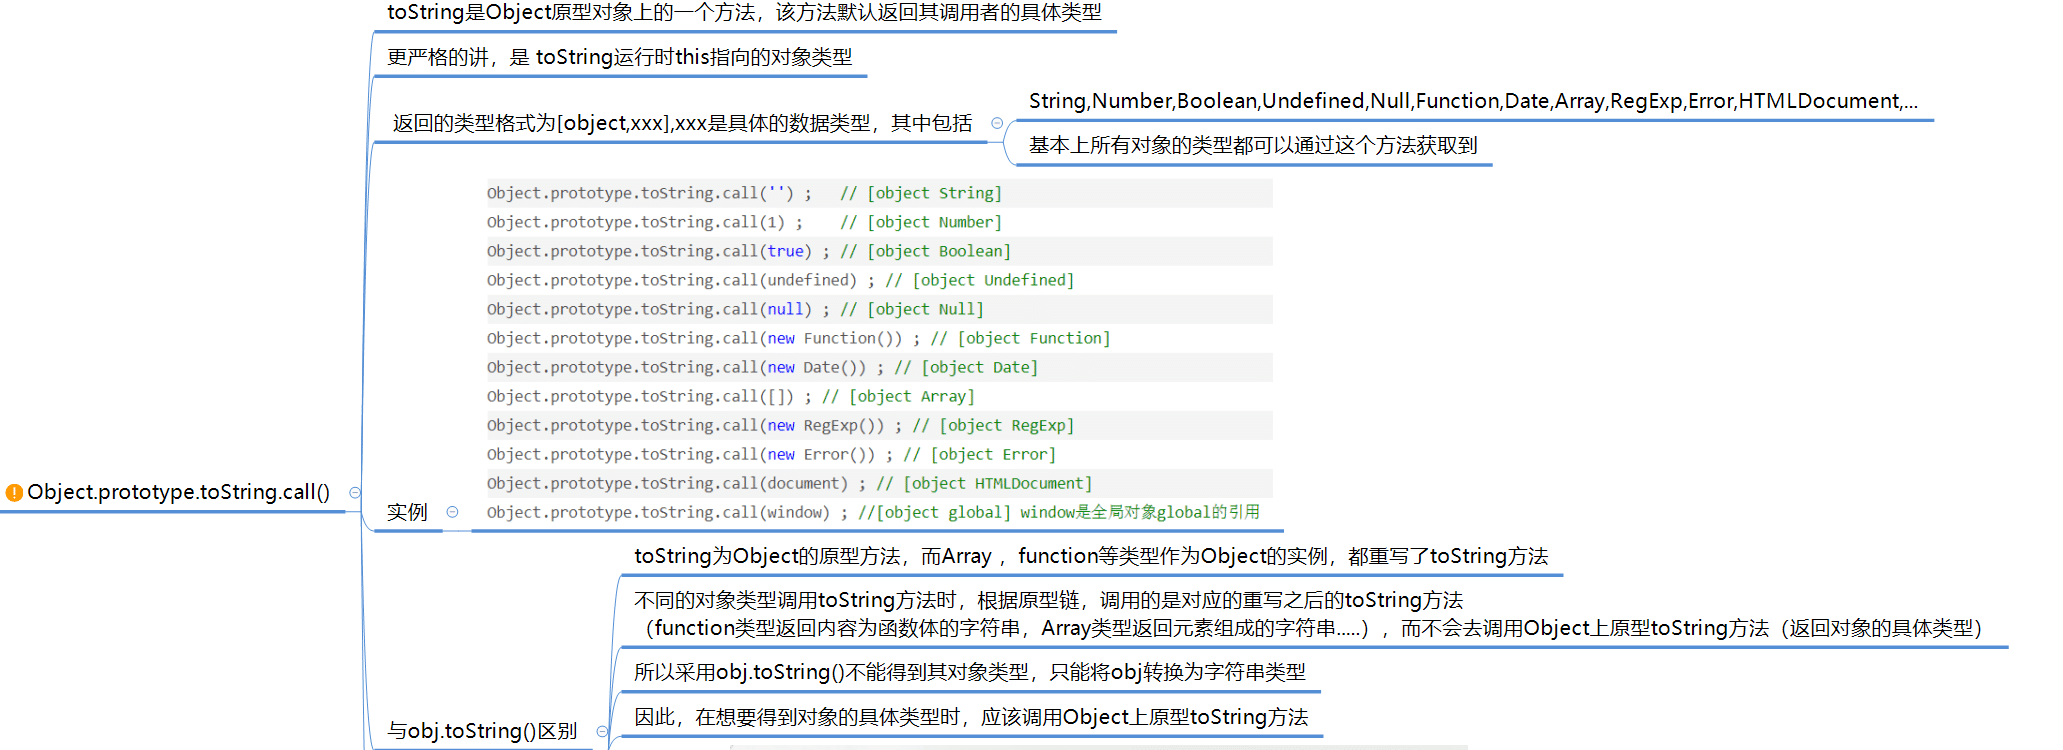 toString是Object原型对象上的一个方法，该方法默认返回其调用者的具体类型
更严格的讲，是 toString运行时this指向的对象类型
返回的类型格式为[object,xxx],xxx是具体的数据类型，其中包括
String,Number,Boolean,Undefined,Null,Function,Date,Array,RegExp,Error,HTMLDocument,...
基本上所有对象的类型都可以通过这个方法获取到
Object.prototype.toString.call('') ;   // [object String]
Object.prototype.toString.call(1) ;    // [object Number]
Object.prototype.toString.call(true) ; // [object Boolean]
Object.prototype.toString.call(undefined) ; // [object Undefined]
Object.prototype.toString.call(null) ; // [object Null]
Object.prototype.toString.call(new Function()) ; // [object Function]
Object.prototype.toString.call(new Date()) ; // [object Date]
Object.prototype.toString.call([]) ; // [object Array]
Object.prototype.toString.call(new RegExp()) ; // [object RegExp]
Object.prototype.toString.call(new Error()) ; // [object Error]
Object.prototype.toString.call(document) ; // [object HTMLDocument]
Object.prototype.toString.call(window) ; //[object global] window是全局对象global的引用
Object.prototype.toString.call()
实例
toString为Object的原型方法，而Array ，function等类型作为Object的实例，都重写了toString方法
不同的对象类型调用toString方法时，根据原型链，调用的是对应的重写之后的toString方法
（function类型返回内容为函数体的字符串，Array类型返回元素组成的字符串.....），而不会去调用Object上原型toString方法（返回对象的具体类型）
所以采用obj.toString()不能得到其对象类型，只能将obj转换为字符串类型
因此，在想要得到对象的具体类型时，应该调用Object上原型toString方法
与obj.toString()区别